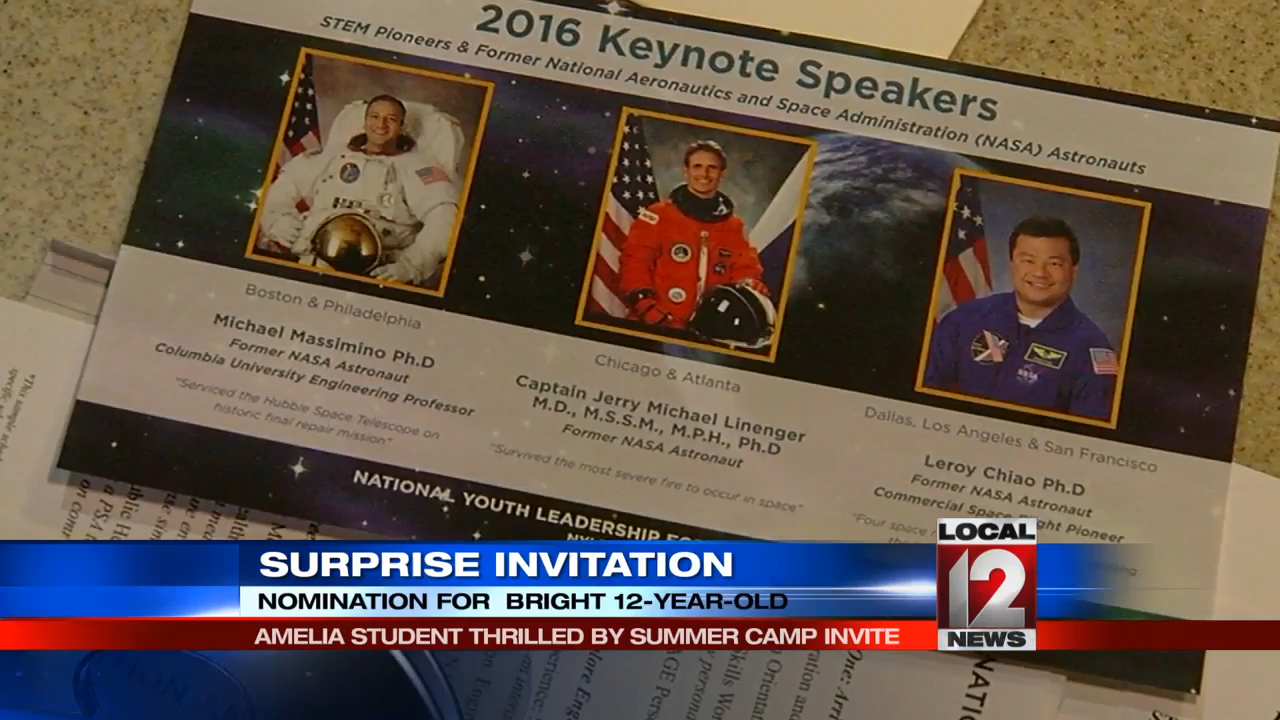 2016 Keynote Speakers
STEM Pioneers & Former National Aeronautics and Space Administration (NASA) Astronauts
Boston & Philadelphia
Michael Massimino Ph.D
Former NASA Astronaut
Columbia University Engineering Professor
"Serviced the Hubble Space Telescope on
historic final repair mission"
Chicago & Atlanta
Captain Jerry Michael Linenger
M.D., M.S.S.M., M.P.H., Ph.D
Former NASA Astronaut
"Survived the most severe fire to occur in space"
Dallas, Los Angeles & San Francisco
Leroy Chiao Ph.D
Former NASA Astronaut
Commercial Space Pioneer
"Four space
NATIONAL YOUTH LEADERSHIP
SURPRISE INVITATION
NOMINATION FOR BRIGHT 12-YEAR-OLD
AMELIA STUDENT THRILLED BY SUMMER CAMP INVITE
LOCAL
12
NEWS